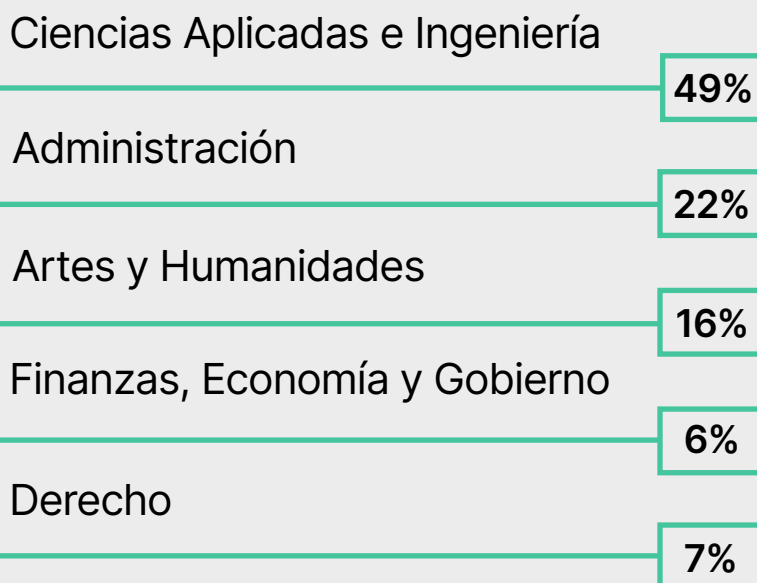 Ciencias Aplicadas e Ingeniería
49%
Administración
22%
Artes y Humanidades
16%
Finanzas, Economía y Gobierno
6%
Derecho
7%